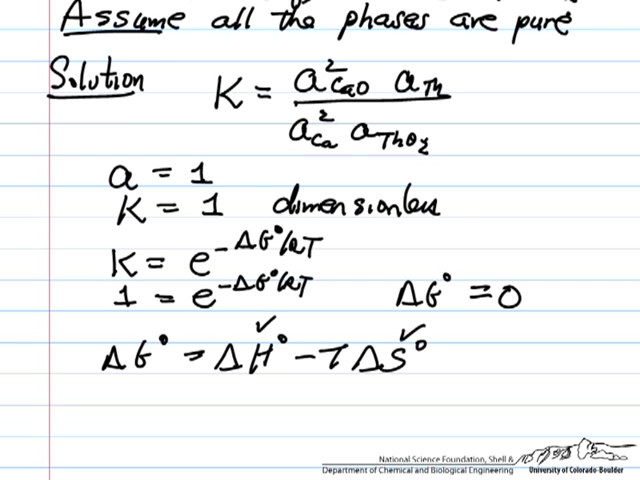 Assume all the phases are pure
Solution K = a²CaO aTh / a²Ca aThO₂
a = 1
K = 1 dimensionless
K = e^-ΔG°/RT
1 = e^-ΔG°/RT ΔG° = 0
ΔG° = ΔH° - TΔS°
National Science Foundation, Shell &
Department of Chemical and Biological Engineering University of Colorado-Boulder